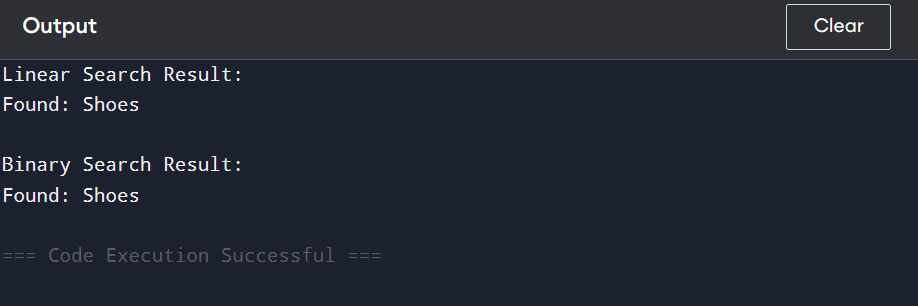 Output
Clear
Linear Search Result:
Found: Shoes
Binary Search Result:
Found: Shoes
=== Code Execution Successful ===